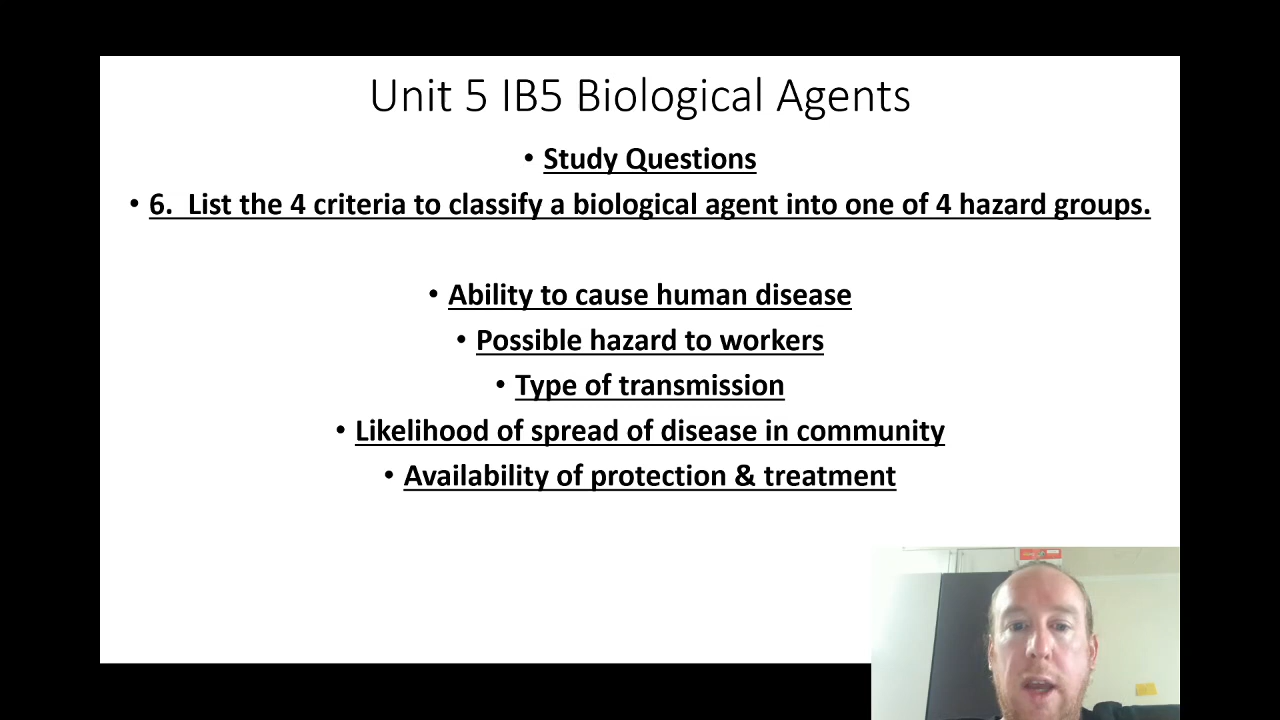 Unit 5 IB5 Biological Agents
• Study Questions
• 6.  List the 4 criteria to classify a biological agent into one of 4 hazard groups.
• Ability to cause human disease
• Possible hazard to workers
• Type of transmission
• Likelihood of spread of disease in community
• Availability of protection & treatment